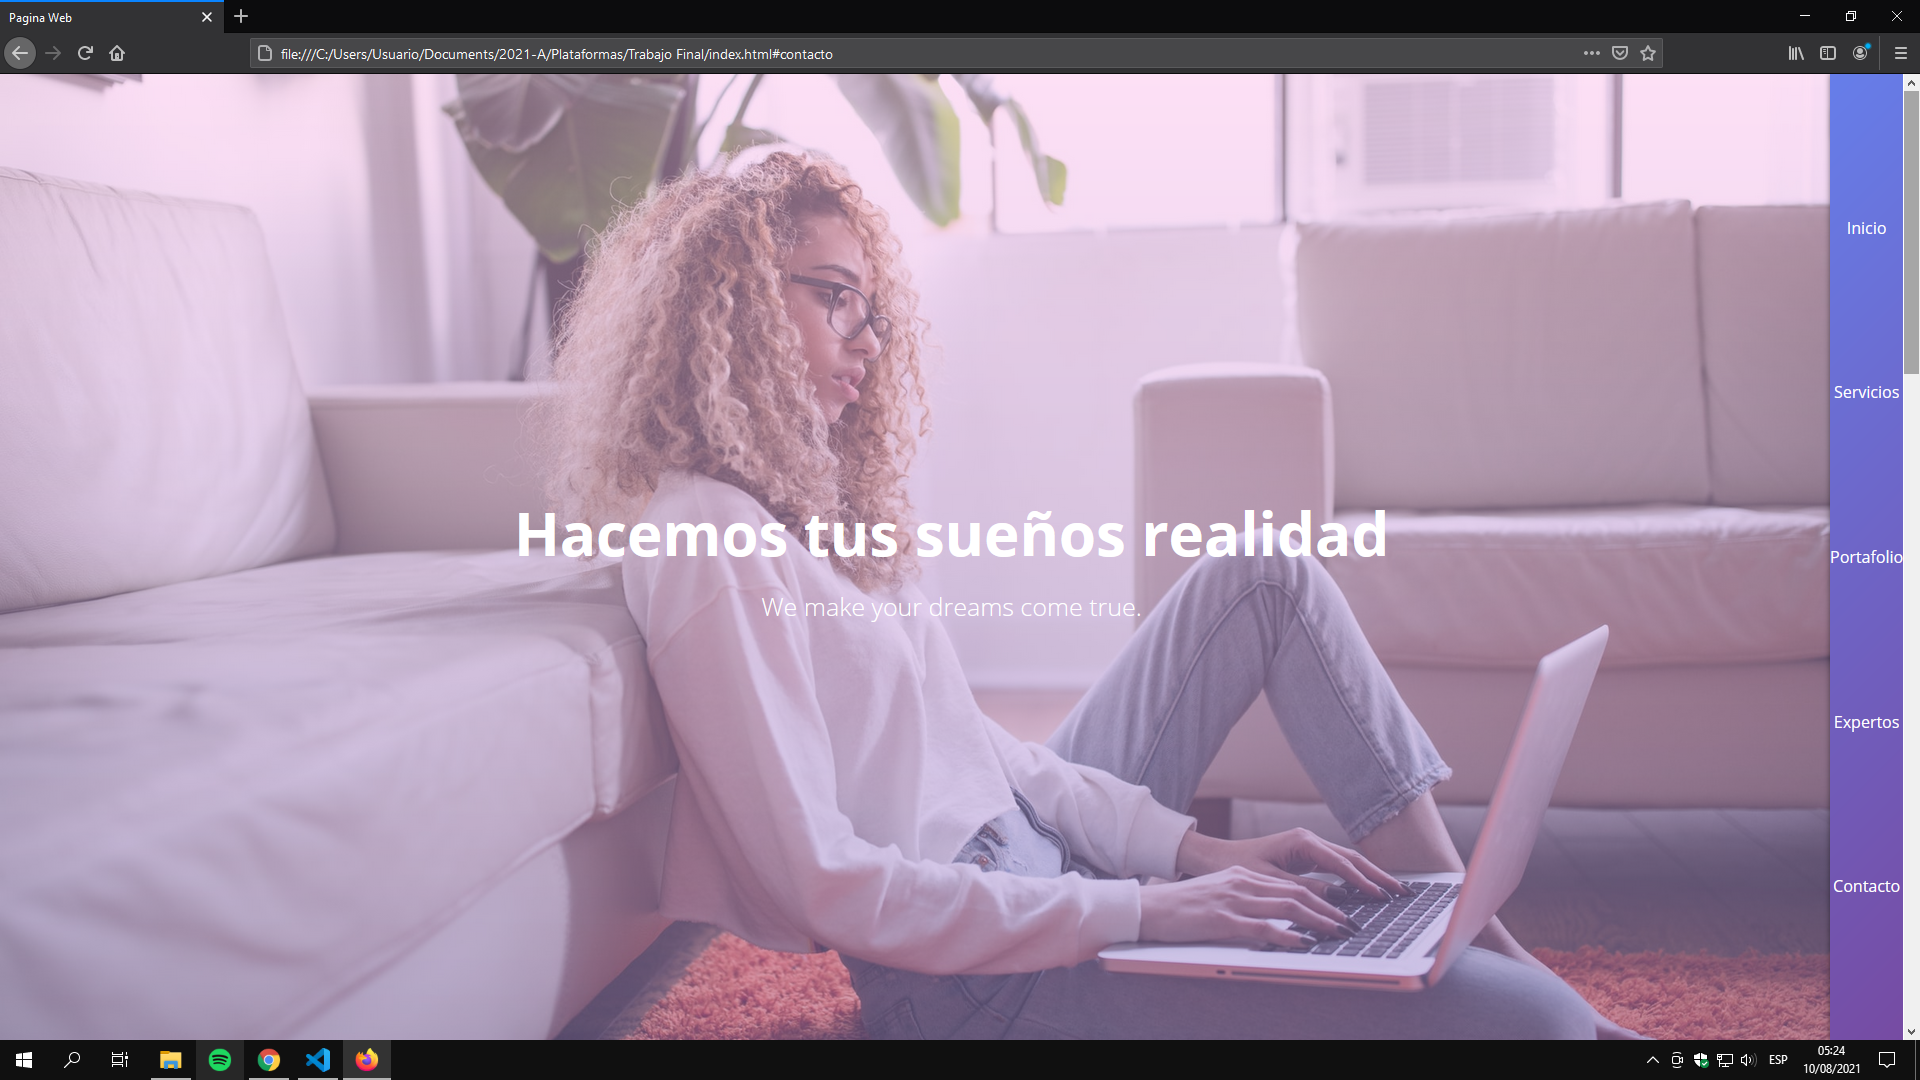 Pagina Web
file:///C:/Users/Usuario/Documents/2021-A/Plataformas/Trabajo Final/index.html#contacto
Inicio
Servicios
Portafolio
Expertos
Contacto
Hacemos tus sueños realidad
We make your dreams come true.
ESP
05:24
10/08/2021